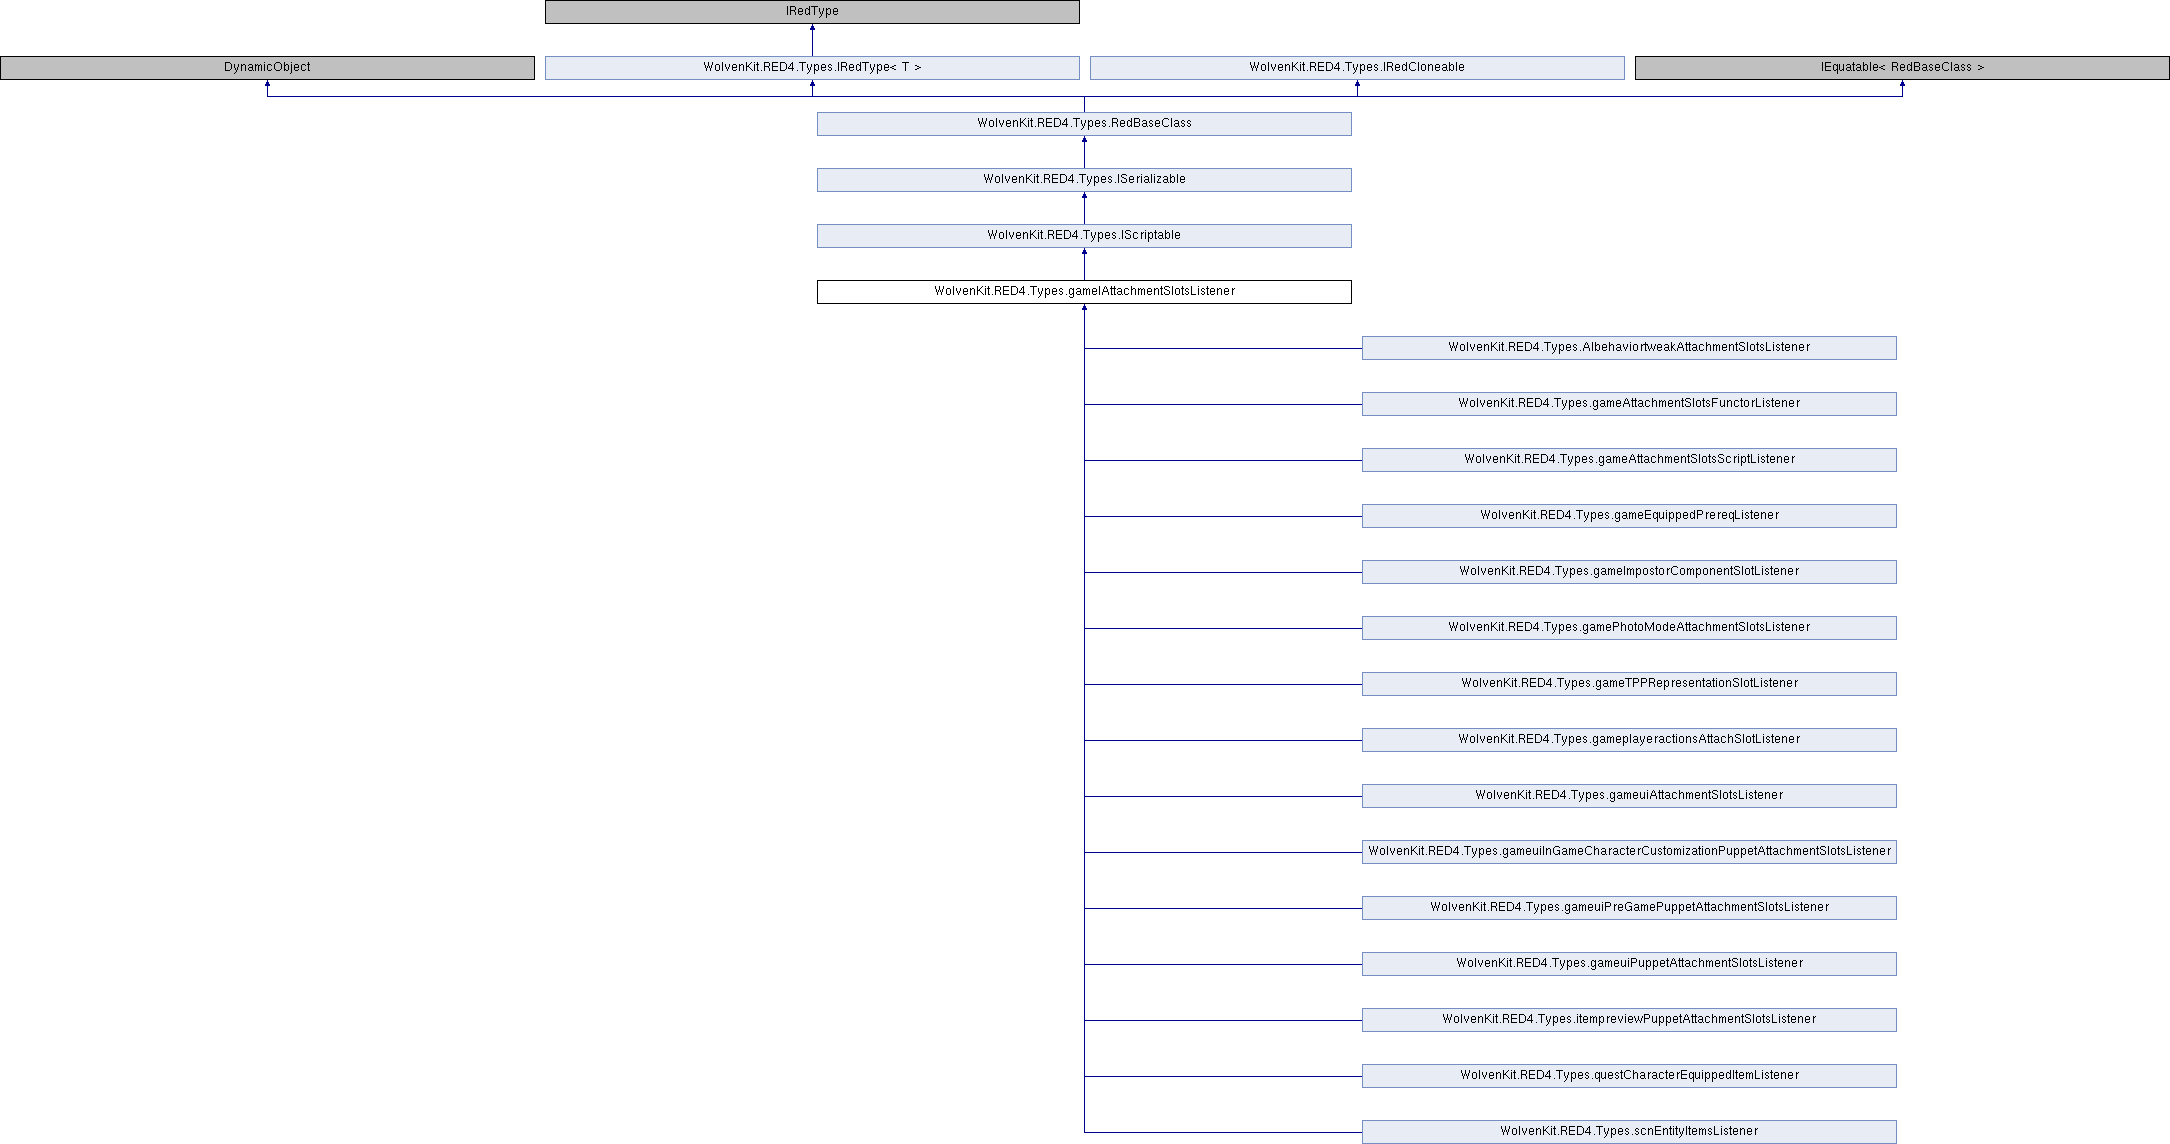 IRedType
DynamicObject
WolvenKit.RED4.Types.IRedType< T >
WolvenKit.RED4.Types.IRedCloneable
IEquatable< RedBaseClass >
WolvenKit.RED4.Types.RedBaseClass
WolvenKit.RED4.Types.ISerializable
WolvenKit.RED4.Types.IScriptable
WolvenKit.RED4.Types.gameIAttachmentSlotsListener
WolvenKit.RED4.Types.AIbehaviortweakAttachmentSlotsListener
WolvenKit.RED4.Types.gameAttachmentSlotsFunctorListener
WolvenKit.RED4.Types.gameAttachmentSlotsScriptListener
WolvenKit.RED4.Types.gameEquippedPrereqListener
WolvenKit.RED4.Types.gameImpostorComponentSlotListener
WolvenKit.RED4.Types.gamePhotoModeAttachmentSlotsListener
WolvenKit.RED4.Types.gameTPPRepresentationSlotListener
WolvenKit.RED4.Types.gameplayeractionsAttachSlotListener
WolvenKit.RED4.Types.gameuiAttachmentSlotsListener
WolvenKit.RED4.Types.gameuiInGameCharacterCustomizationPuppetAttachmentSlotsListener
WolvenKit.RED4.Types.gameuiPreGamePuppetAttachmentSlotsListener
WolvenKit.RED4.Types.gameuiPuppetAttachmentSlotsListener
WolvenKit.RED4.Types.itempreviewPuppetAttachmentSlotsListener
WolvenKit.RED4.Types.questCharacterEquippedItemListener
WolvenKit.RED4.Types.scnEntityItemsListener